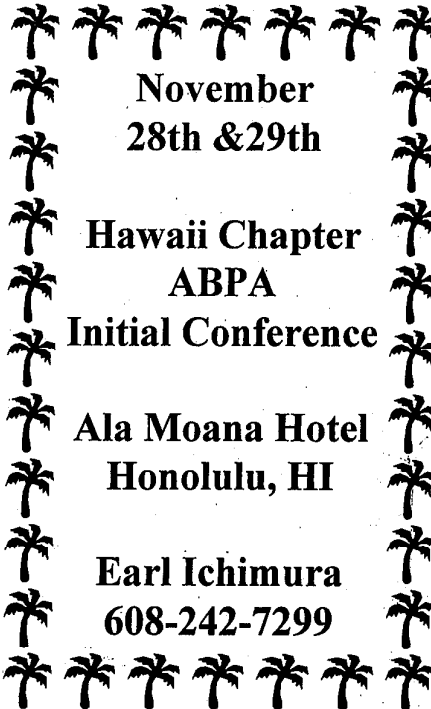 November
28th &29th
Hawaii Chapter
ABPA
Initial Conference
Ala Moana Hotel
Honolulu, HI
Earl Ichimura
608-242-7299